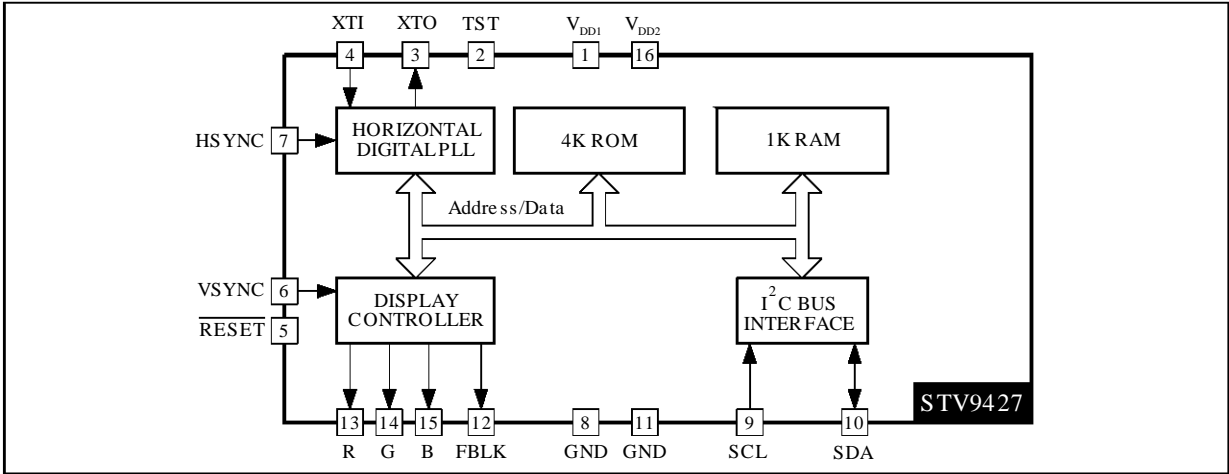 XTI XTO TST VDD1 VDD2
4 3 2 1 16
HSYNC 7
HORIZONTAL
DIGITAL PLL
4K ROM
1K RAM
Address/Data
VSYNC 6
RESET 5
DISPLAY
CONTROLLER
I2C BUS
INTERFACE
STV9427
13 14 15 12 8 11 9 10
R G B FBLK GND GND SCL SDA